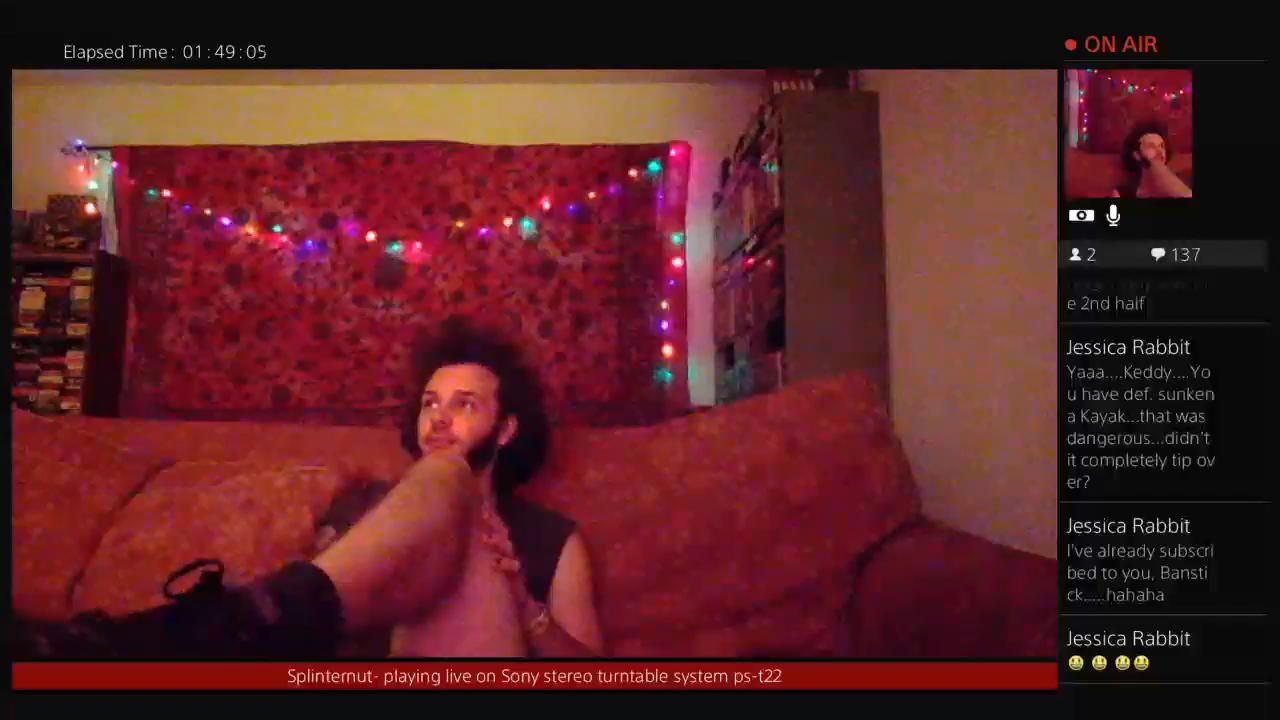 Elapsed Time: 01:49:05
ON AIR
2 137
e 2nd half
Jessica Rabbit
Yaaa....Keddy....Yo
u have def. sunken
a Kayak...that was
dangerous...didn't
it completely tip ov
er?
Jessica Rabbit
I've already subscri
bed to you, Bansti
ck.....hahaha
Jessica Rabbit
Splinternut- playing live on Sony stereo turntable system ps-t22